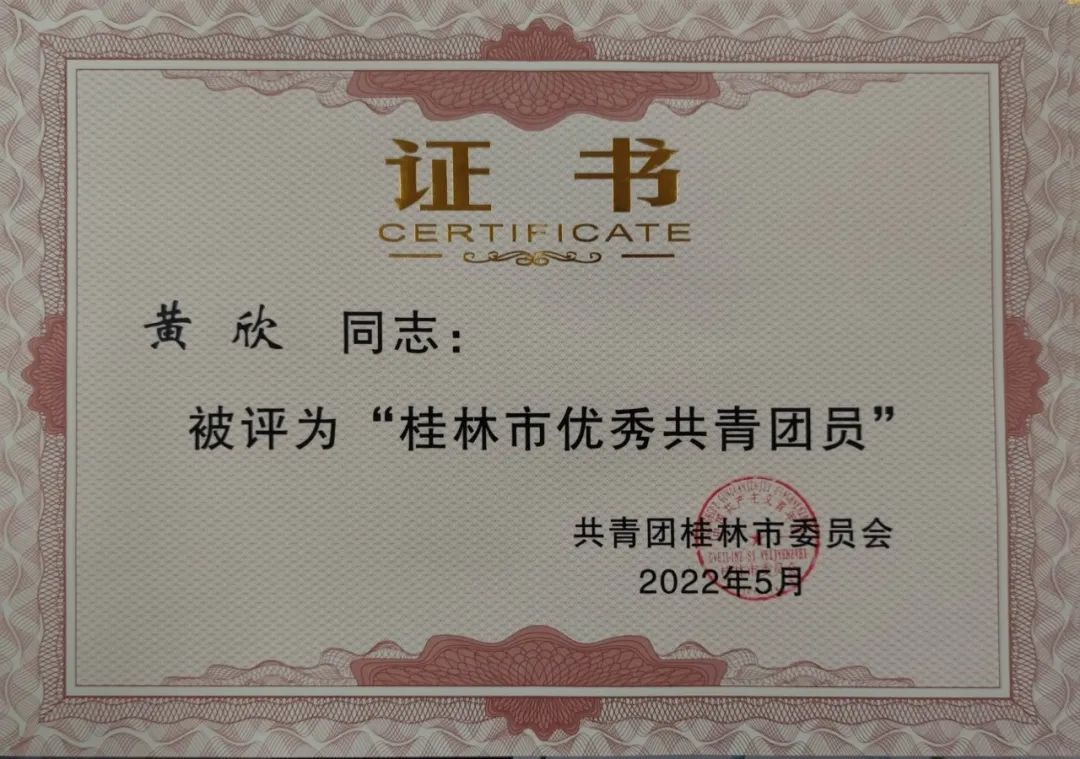 证 书
CERTIFICATE
黄 欣 同志：
被评为“桂林市优秀共青团员”
共青团桂林市委员会
2022年5月